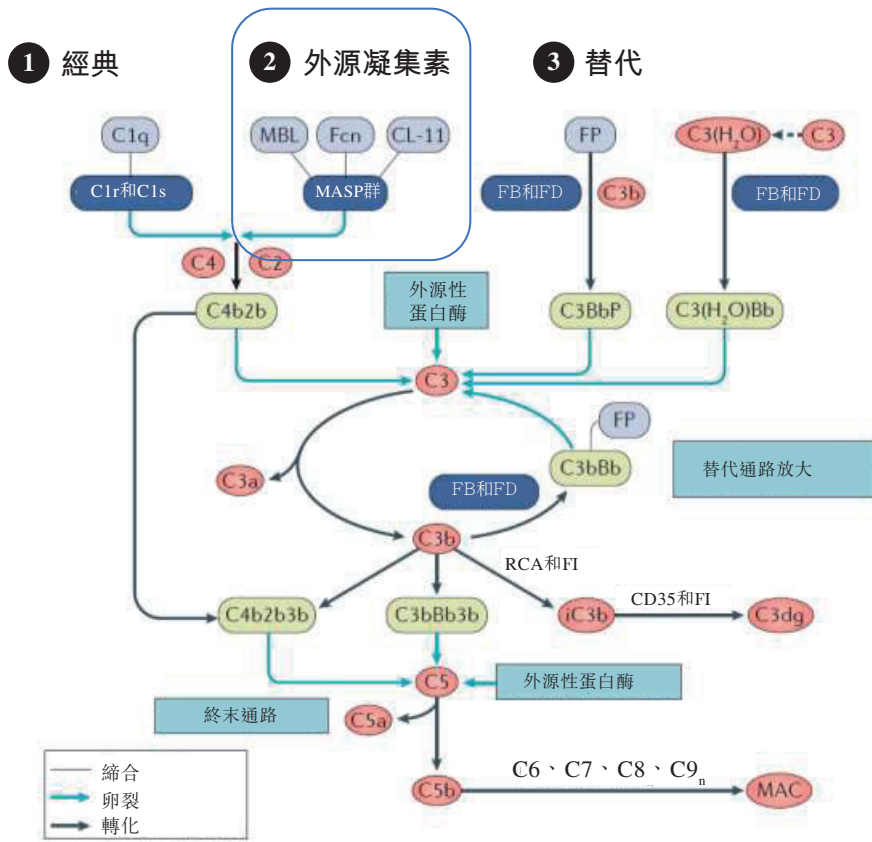 1 經典
2 外源凝集素
3 替代
C1q
MBL
Fcn
CL-11
FP
C3(H₂O)
C3
C1r和C1s
MASP群
FB和FD
C3b
FB和FD
C4
C2
C4b2b
外源性
蛋白酶
C3BbP
C3(H₂O)Bb
C3
FP
C3bBb
替代通路放大
C3a
FB和FD
C3b
RCA和FI
C4b2b3b
C3bBb3b
iC3b
CD35和FI
C3dg
C5
外源性蛋白酶
終末通路
C5a
締合
卵裂
轉化
C5b
C6、C7、C8、C9ₙ
MAC